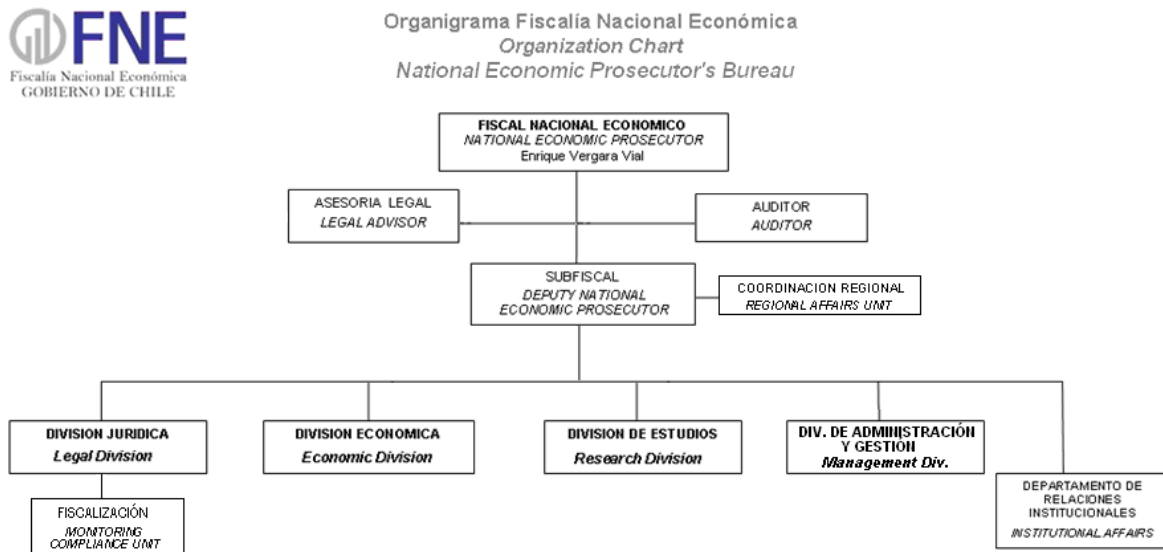 FNE
Fiscalía Nacional Económica
GOBIERNO DE CHILE
Organigrama Fiscalía Nacional Económica
Organization Chart
National Economic Prosecutor's Bureau
FISCAL NACIONAL ECONOMICO
NATIONAL ECONOMIC PROSECUTOR
Enrique Vergara Vial
ASESORIA LEGAL
LEGAL ADVISOR
AUDITOR
AUDITOR
SUBFISCAL
DEPUTY NATIONAL
ECONOMIC PROSECUTOR
COORDINACION REGIONAL
REGIONAL AFFAIRS UNIT
DIVISION JURIDICA
Legal Division
DIVISION ECONOMICA
Economic Division
DIVISION DE ESTUDIOS
Research Division
DIV. DE ADMINISTRACIÓN
Y GESTIÓN
Management Div.
FISCALIZACIÓN
MONITORING
COMPLIANCE UNIT
DEPARTAMENTO DE
RELACIONES
INSTITUCIONALES
INSTITUTIONAL AFFAIRS